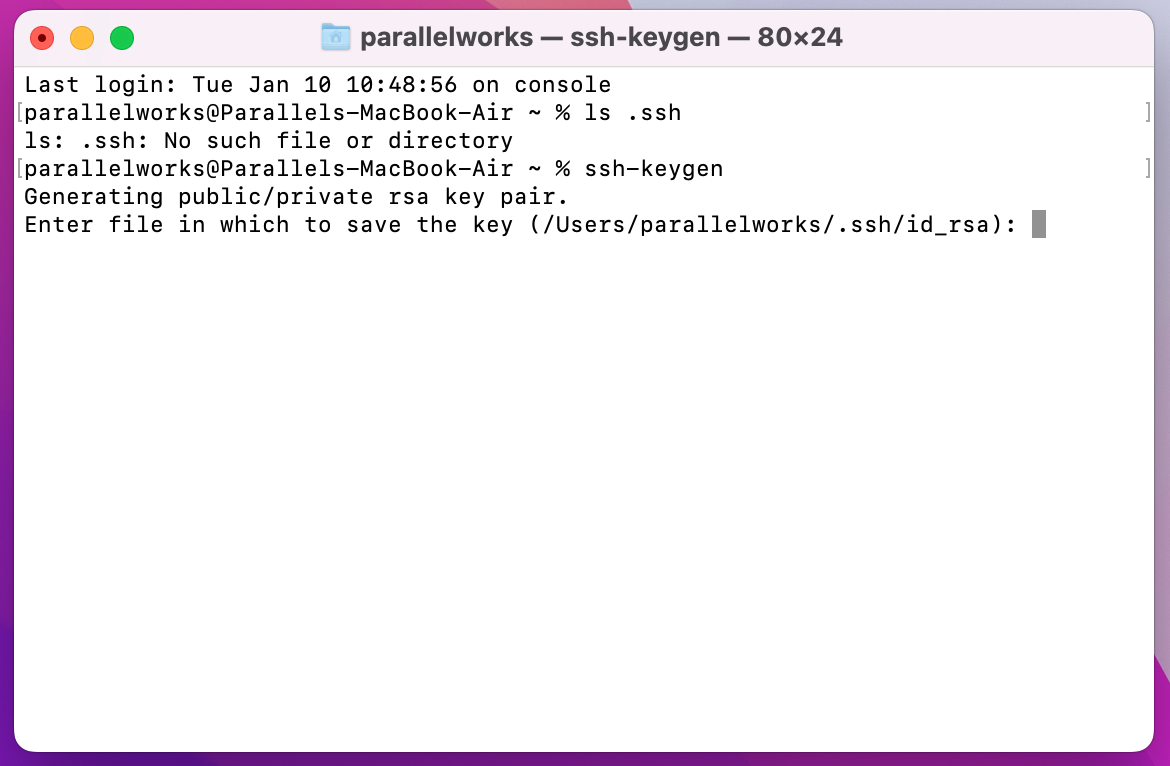 parallelworks — ssh-keygen — 80×24
Last login: Tue Jan 10 10:48:56 on console
[parallelworks@Parallels-MacBook-Air ~ % ls .ssh ]
ls: .ssh: No such file or directory
[parallelworks@Parallels-MacBook-Air ~ % ssh-keygen ]
Generating public/private rsa key pair.
Enter file in which to save the key (/Users/parallelworks/.ssh/id_rsa):